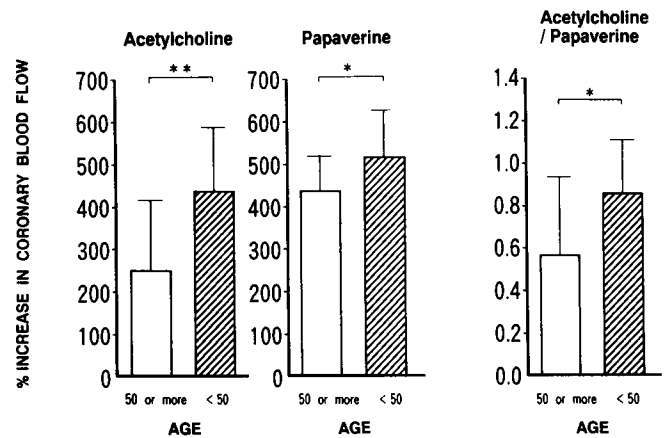 Acetylcholine
Papaverine
Acetylcholine
/ Papaverine
% INCREASE IN CORONARY BLOOD FLOW
700
600
500
400
300
200
100
0
**
50 or more < 50
AGE
700
600
500
400
300
200
100
0
*
50 or more < 50
AGE
1.4
1.2
1.0
0.8
0.6
0.4
0.2
0.0
*
50 or more < 50
AGE